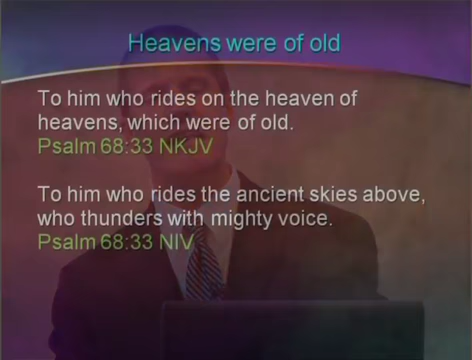 Heavens were of old
To him who rides on the heaven of
heavens, which were of old.
Psalm 68:33 NKJV
To him who rides the ancient skies above,
who thunders with mighty voice.
Psalm 68:33 NIV